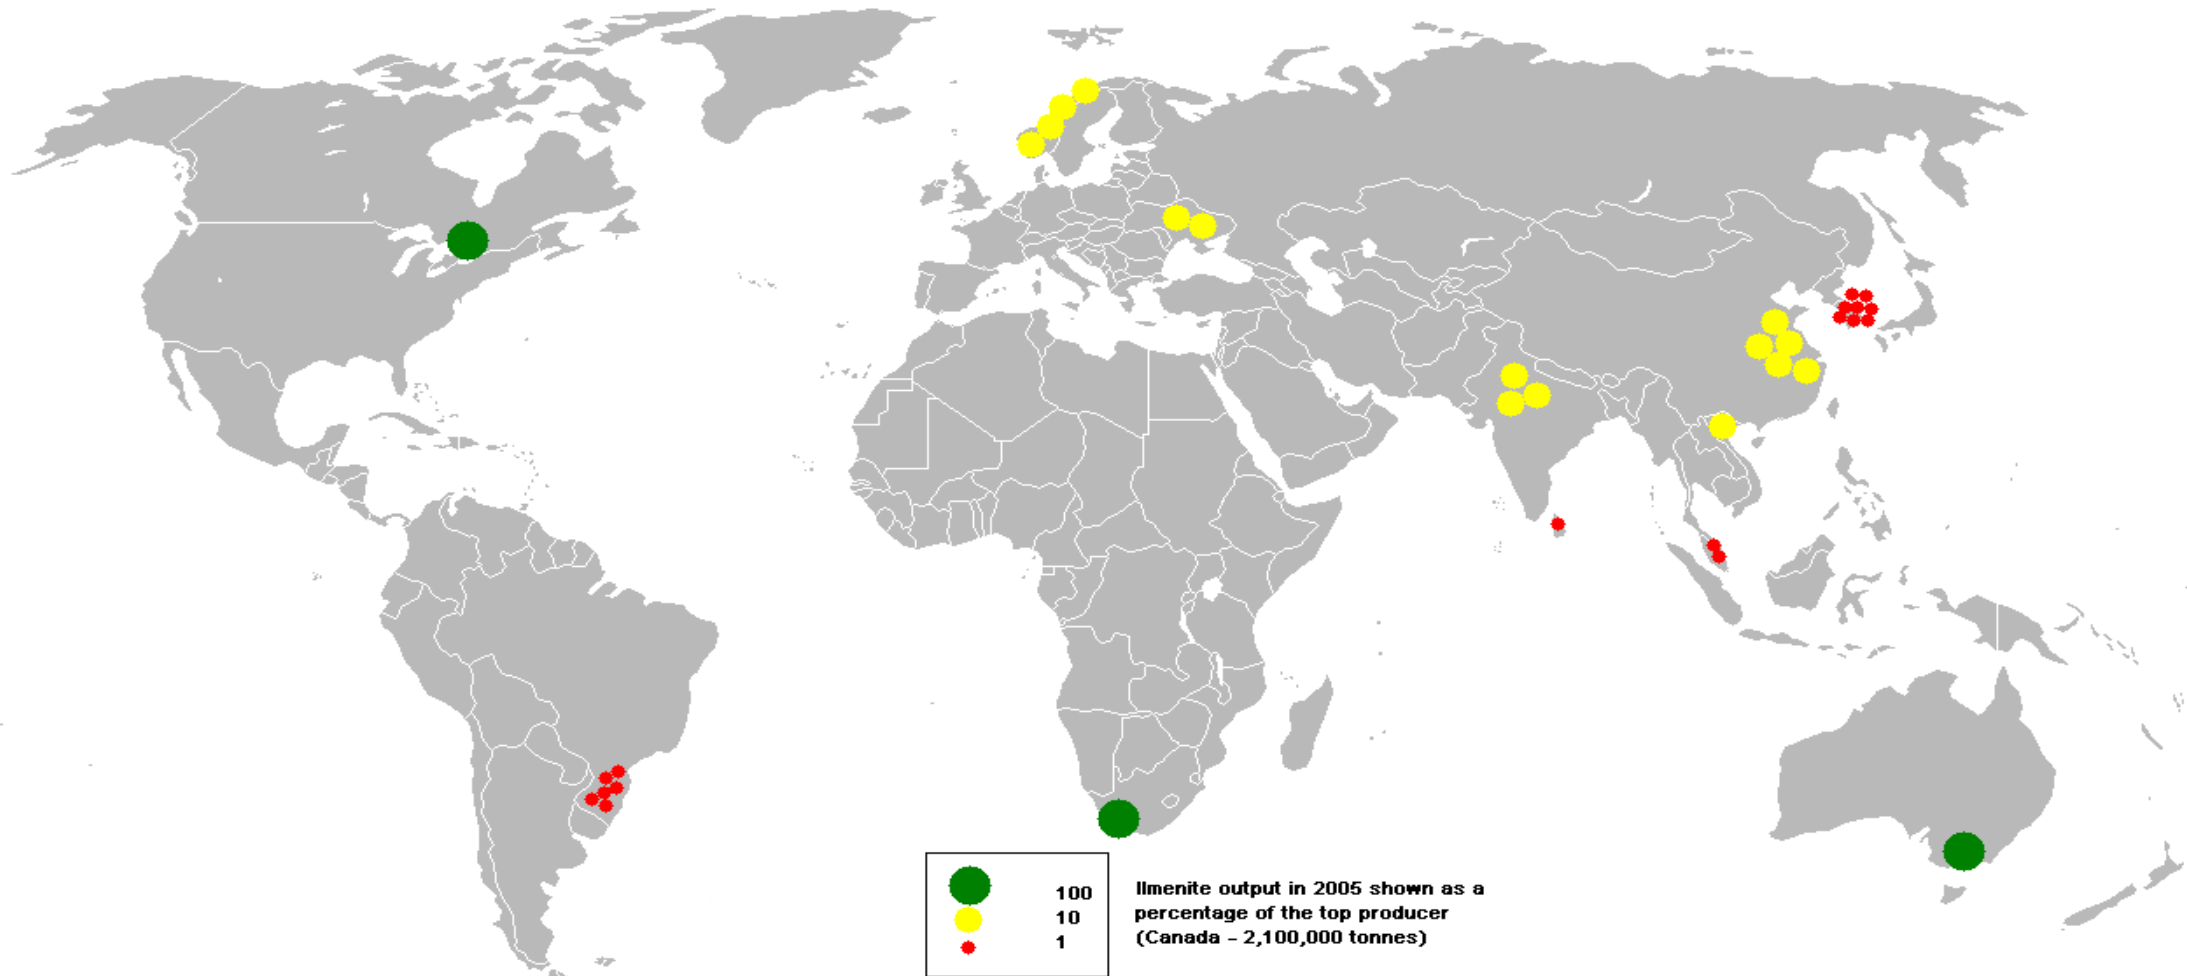 100
10
1
Ilmenite output in 2005 shown as a
percentage of the top producer
(Canada - 2,100,000 tonnes)